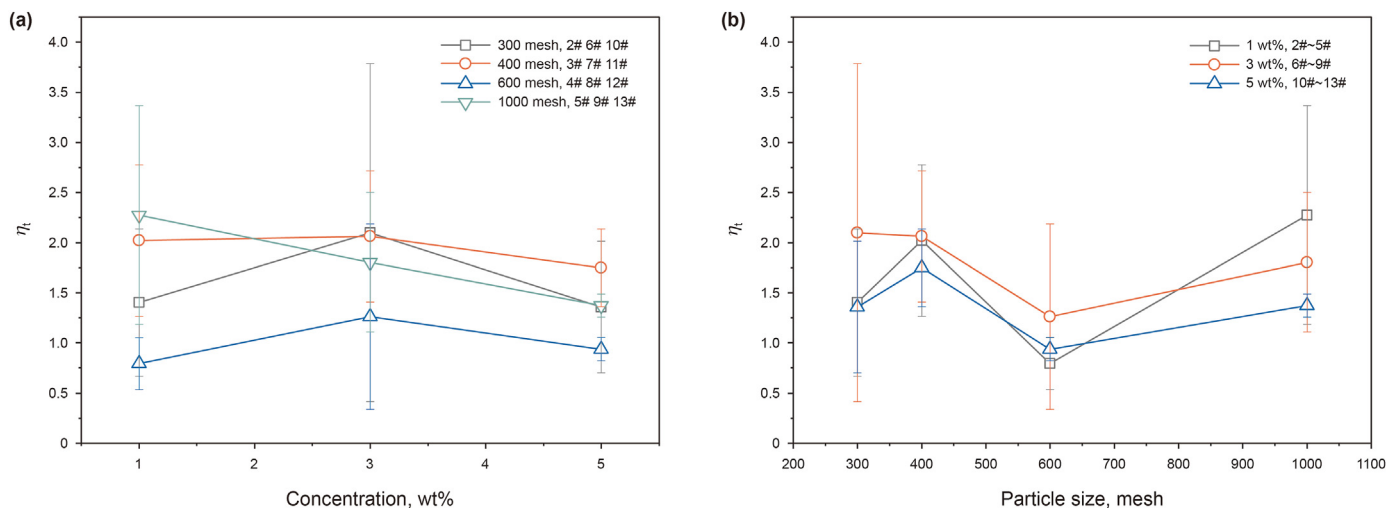 (a)
4.0
3.5
3.0
2.5
2.0
1.5
1.0
0.5
0
ηt
300 mesh, 2# 6# 10#
400 mesh, 3# 7# 11#
600 mesh, 4# 8# 12#
1000 mesh, 5# 9# 13#
1 2 3 4 5
Concentration, wt%
(b)
4.0
3.5
3.0
2.5
2.0
1.5
1.0
0.5
0
ηt
1 wt%, 2#~5#
3 wt%, 6#~9#
5 wt%, 10#~13#
200 300 400 500 600 700 800 900 1000 1100
Particle size, mesh